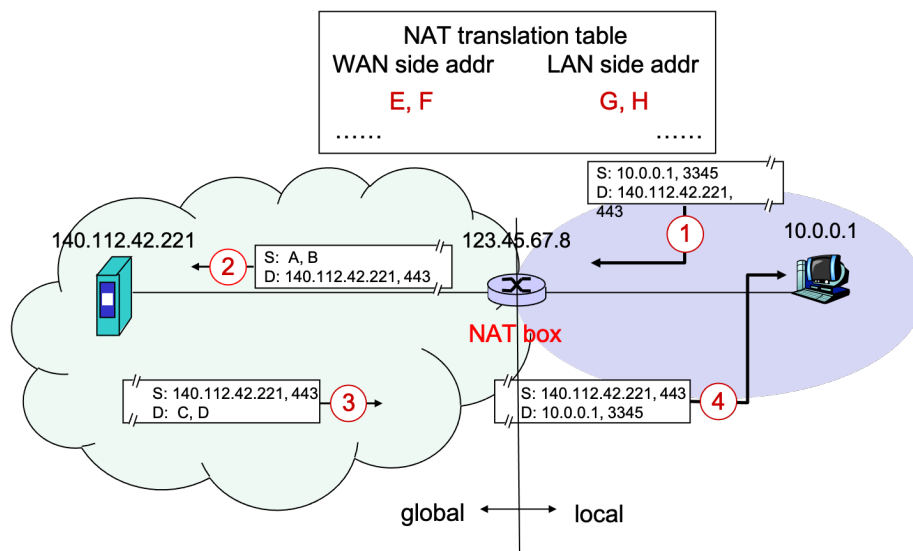 NAT translation table
WAN side addr LAN side addr
E, F G, H
...... ......
S: 10.0.0.1, 3345
D: 140.112.42.221,
443
1
10.0.0.1
140.112.42.221
123.45.67.8
2
S: A, B
D: 140.112.42.221, 443
NAT box
S: 140.112.42.221, 443
D: C, D
3
S: 140.112.42.221, 443
D: 10.0.0.1, 3345
4
global local